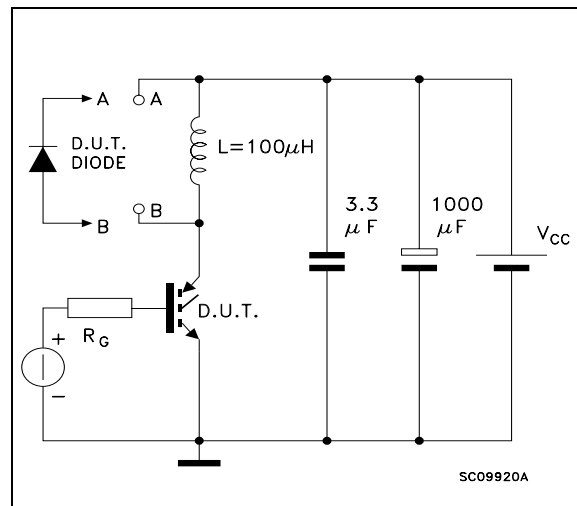 A
A
D.U.T.
DIODE
L=100μH
B
B
3.3
μF
1000
μF
VCC
D.U.T.
RG
+
-
SC09920A